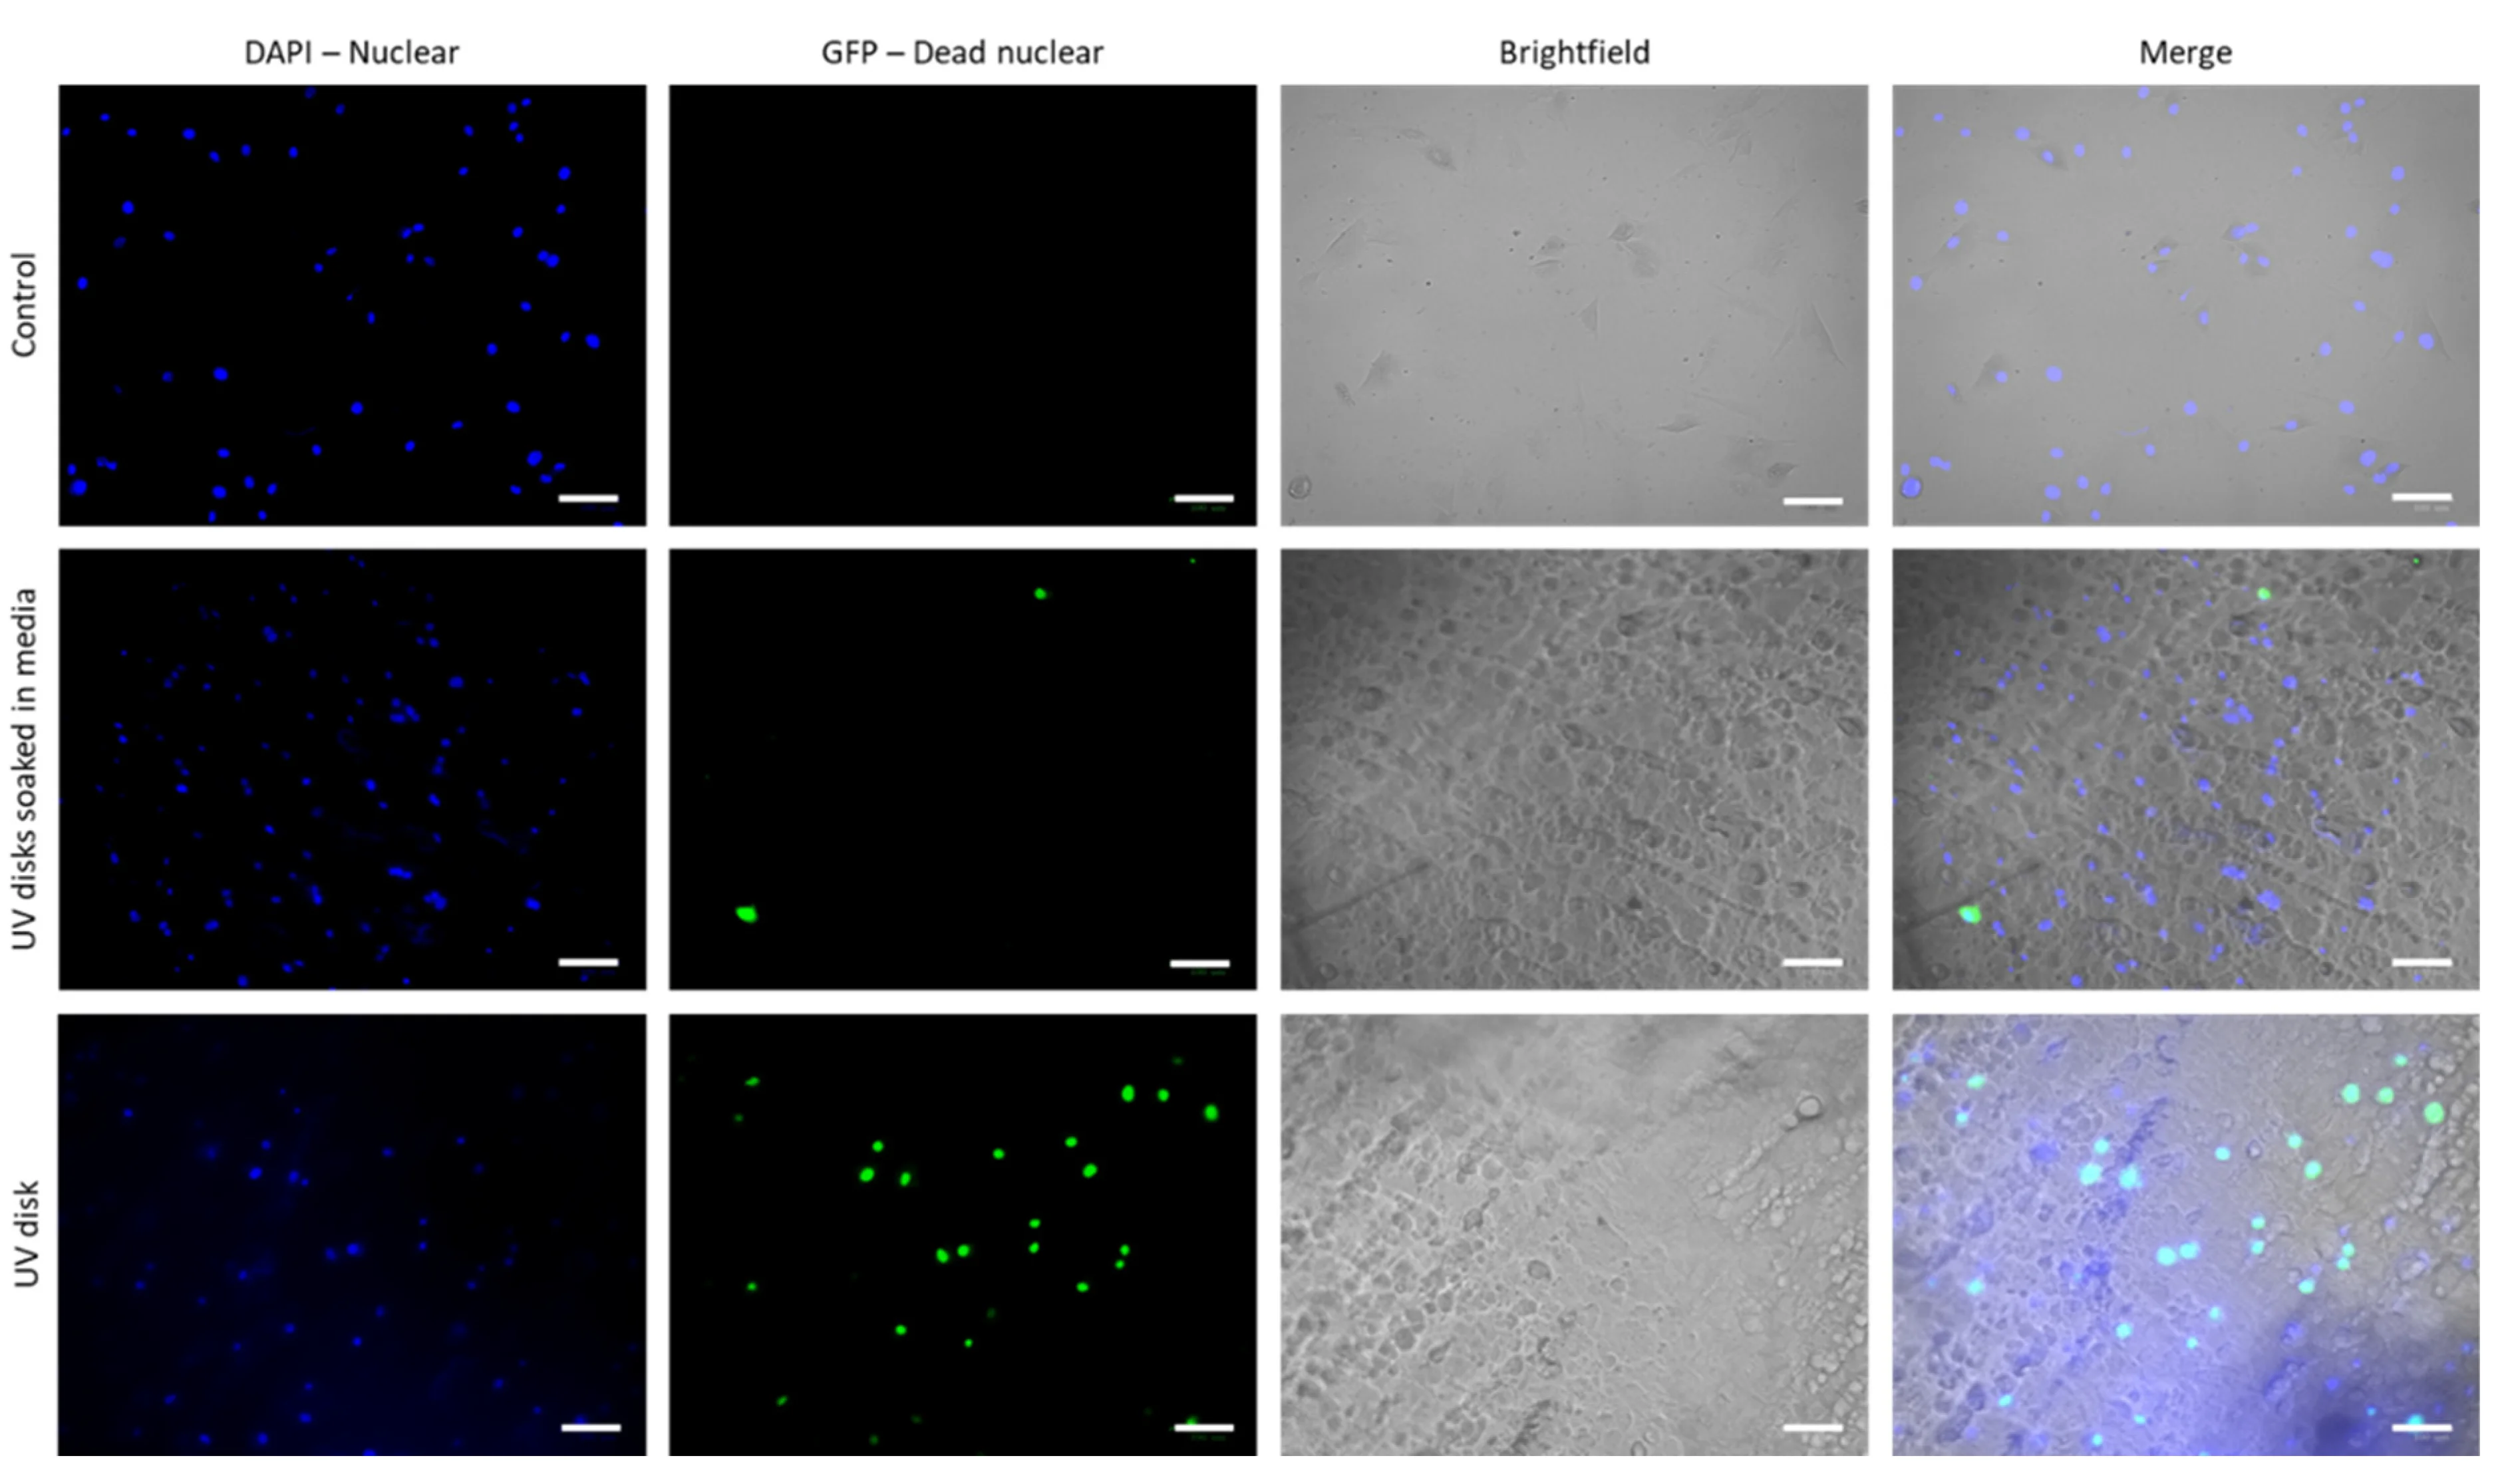 DAPI – Nuclear
GFP – Dead nuclear
Brightfield
Merge
Control
UV disks soaked in media
UV disk